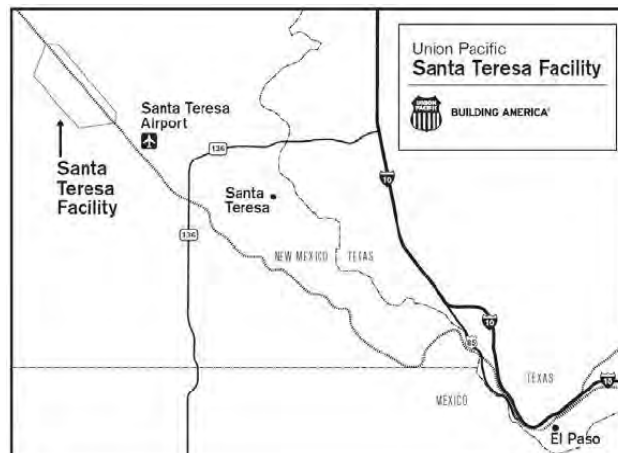 Union Pacific
Santa Teresa Facility
UNION
PACIFIC
BUILDING AMERICA®
Santa Teresa
Airport
Santa
Teresa
Facility
136
Santa
Teresa
10
136
NEW MEXICO
TEXAS
10
85
10
TEXAS
MEXICO
El Paso